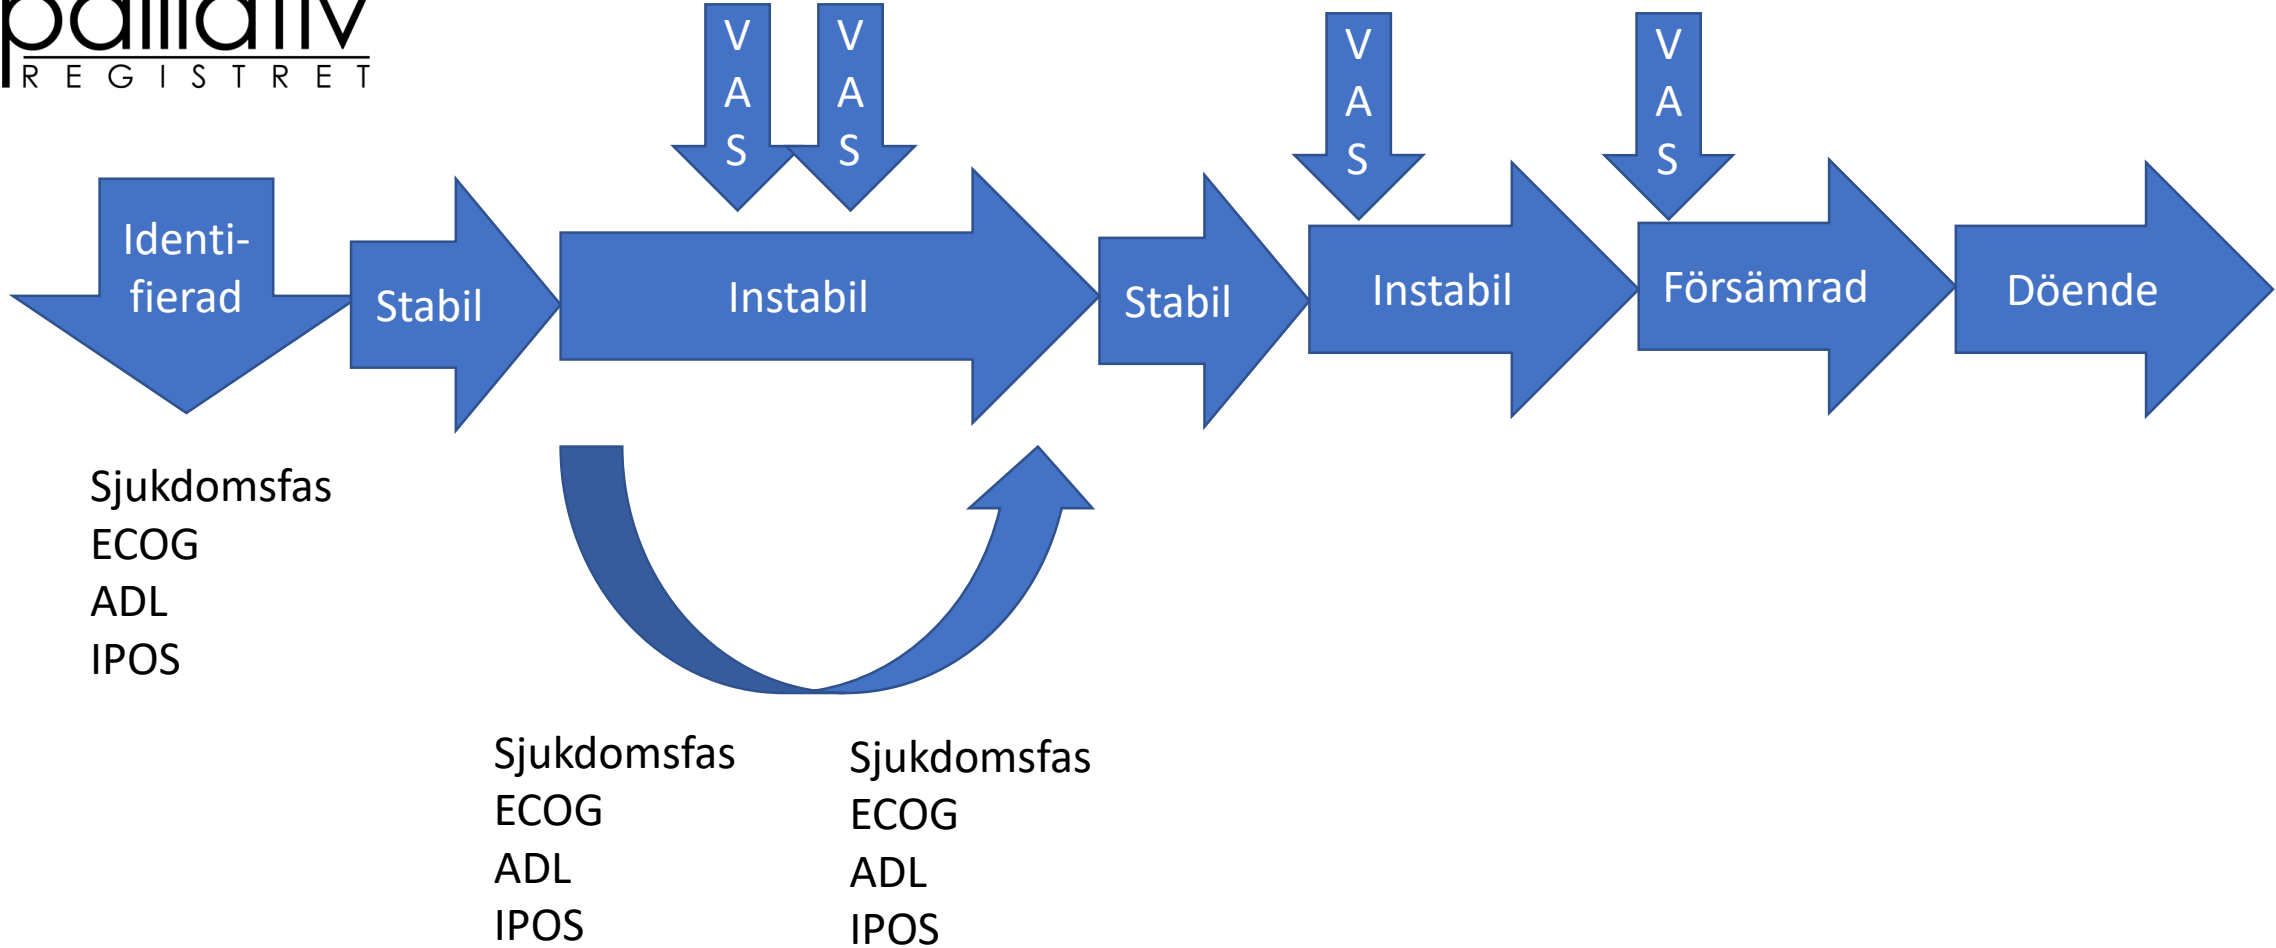 palliativ
REGISTRET
V
A
S
V
A
S
V
A
S
V
A
S
Identi-
fierad
Stabil
Instabil
Stabil
Instabil
Försämrad
Döende
Sjukdomsfas
ECOG
ADL
IPOS
Sjukdomsfas
ECOG
ADL
IPOS
Sjukdomsfas
ECOG
ADL
IPOS